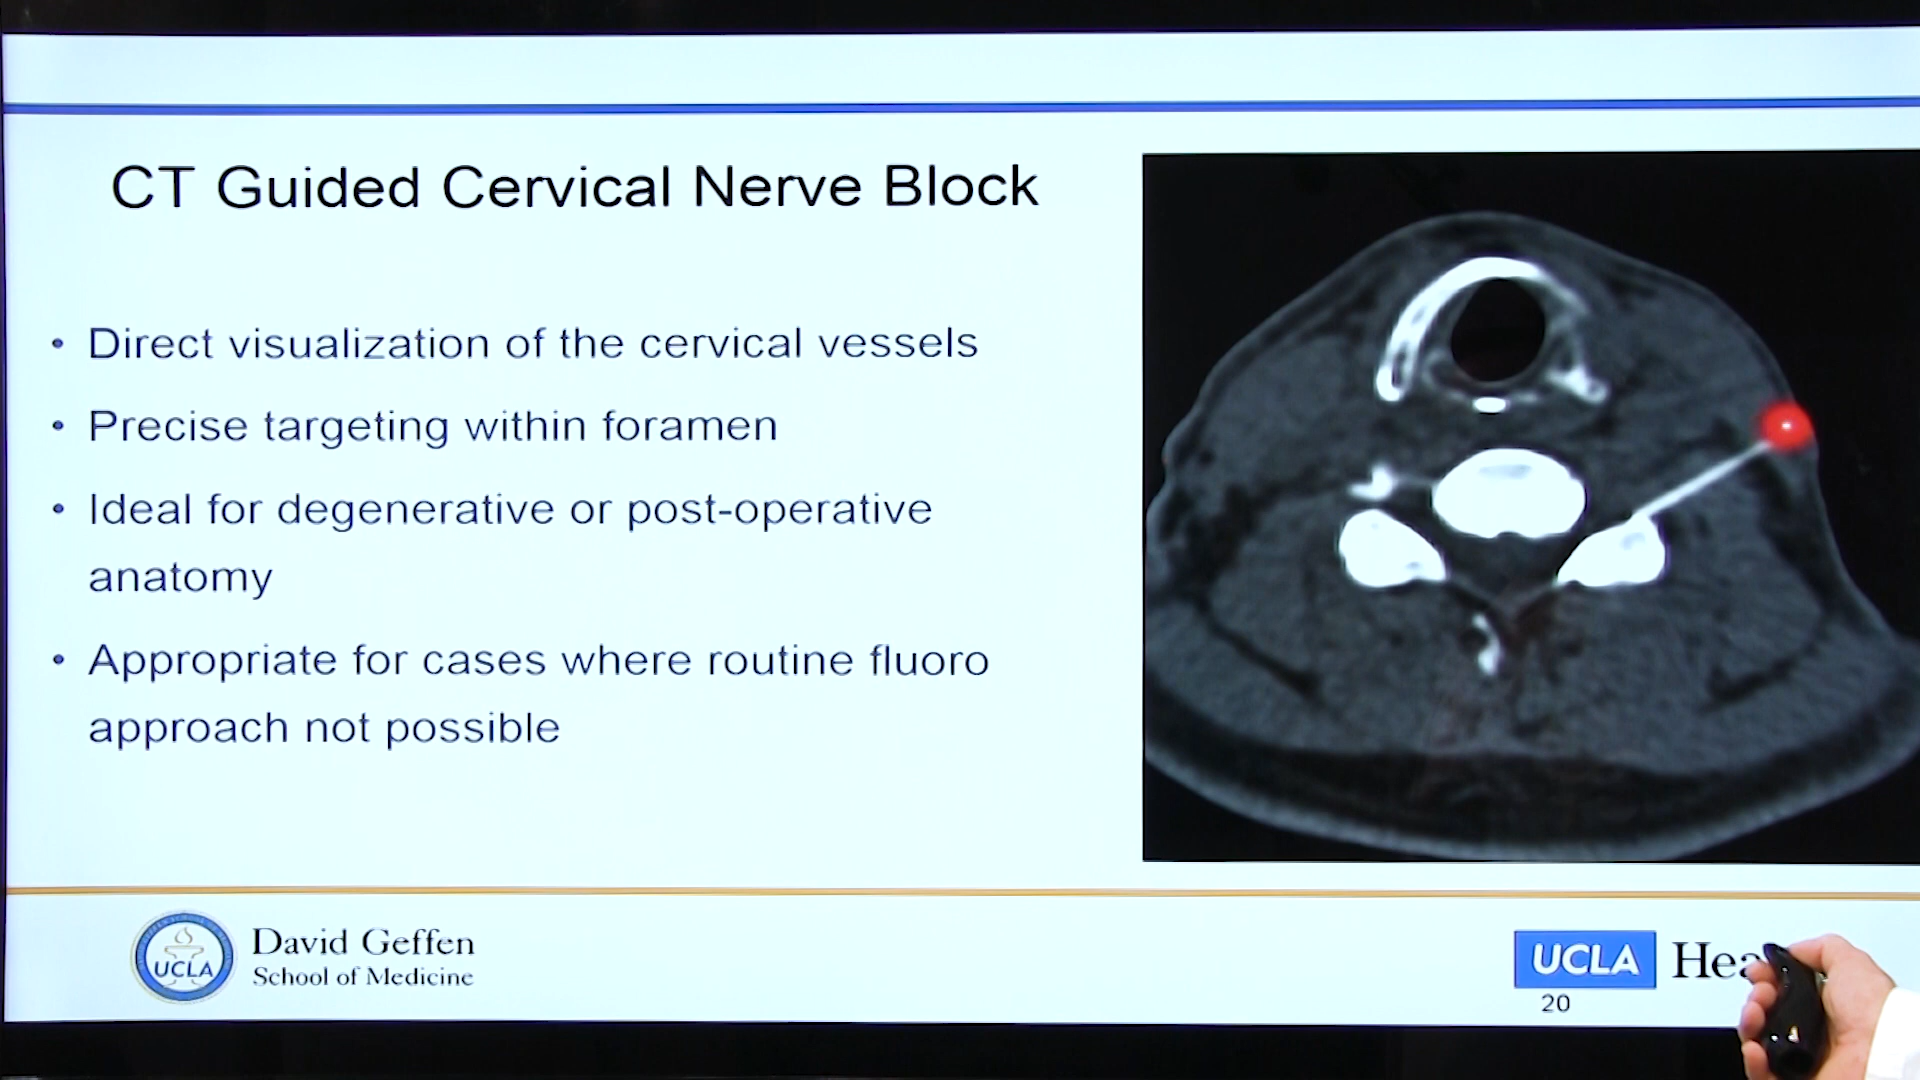 CT Guided Cervical Nerve Block
• Direct visualization of the cervical vessels
• Precise targeting within foramen
• Ideal for degenerative or post-operative
anatomy
• Appropriate for cases where routine fluoro
approach not possible
UCLA
David Geffen
School of Medicine
UCLA Hea
20